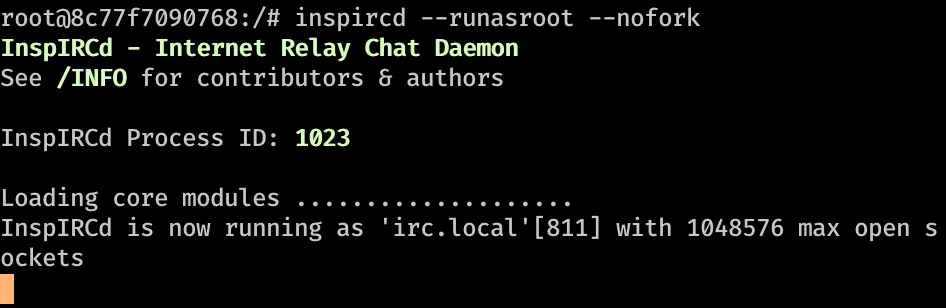 root@8c77f7090768:/# inspircd --runasroot --nofork
InspIRCd - Internet Relay Chat Daemon
See /INFO for contributors & authors
InspIRCd Process ID: 1023
Loading core modules .....................
InspIRCd is now running as 'irc.local'[811] with 1048576 max open s
ockets